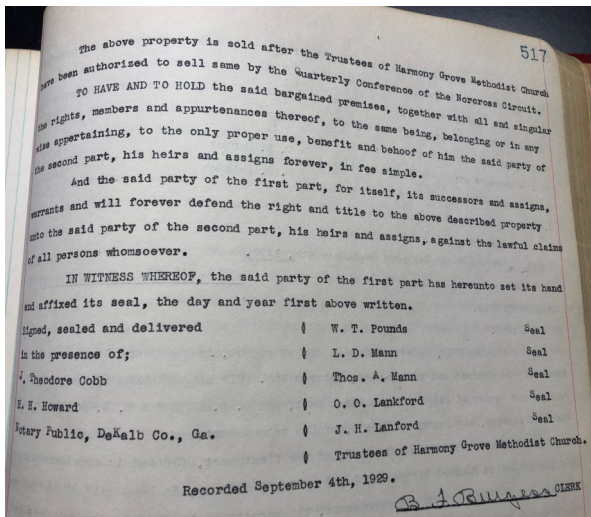 517
The above property is sold after the Trustees of Harmony Grove Methodist Church
have been authorized to sell same by the Quarterly Conference of the Norcross Circuit.
TO HAVE AND TO HOLD the said bargained premises, together with all and singular
the rights, members and appurtenances thereof, to the same being, belonging or in any
wise appertaining, to the only proper use, benefit and behoof of him the said party of
the second part, his heirs and assigns forever, in fee simple.
And the said party of the first part, for itself, its successors and assigns,
warrants and will forever defend the right and title to the above described property
unto the said party of the second part, his heirs and assigns, against the lawful claims
of all persons whomsoever.
IN WITNESS WHEREOF, the said party of the first part has hereunto set its hand
and affixed its seal, the day and year first above written.
Signed, sealed and delivered () W. T. Pounds Seal
in the presence of; () L. D. Mann Seal
J. Theodore Cobb () Thos. A. Mann Seal
H. H. Howard () O. O. Lankford Seal
Notary Public, DeKalb Co., Ga. () J. H. Lanford Seal
() Trustees of Harmony Grove Methodist Church.
Recorded September 4th, 1929.
B. F. Burgess CLERK